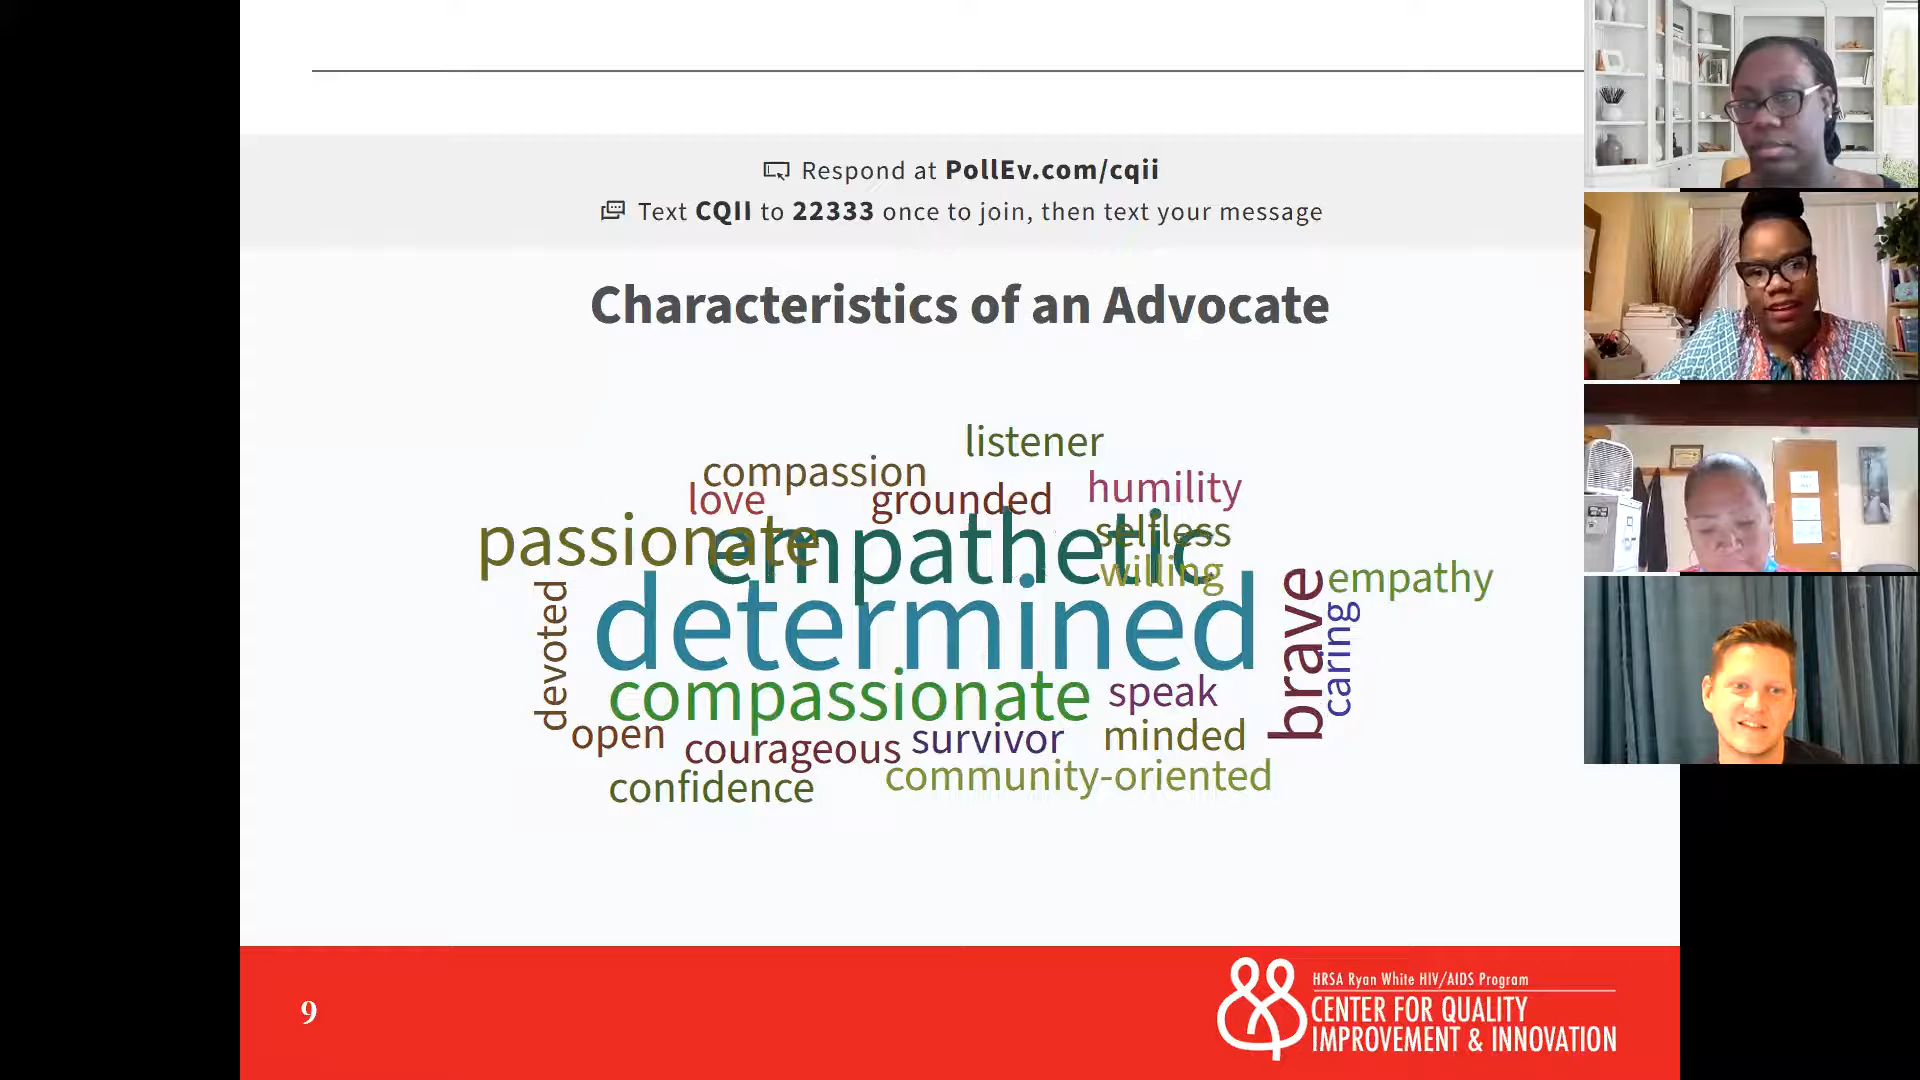 Respond at PollEv.com/cqii
Text CQII to 22333 once to join, then text your message
Characteristics of an Advocate
listener
compassion
love
grounded
humility
passionate
empathetic
selfless
willing
empathy
determined
devoted
brave
caring
compassionate
speak
open
courageous
survivor
minded
confidence
community-oriented
9
HRSA Ryan White HIV/AIDS Program
CENTER FOR QUALITY
IMPROVEMENT & INNOVATION